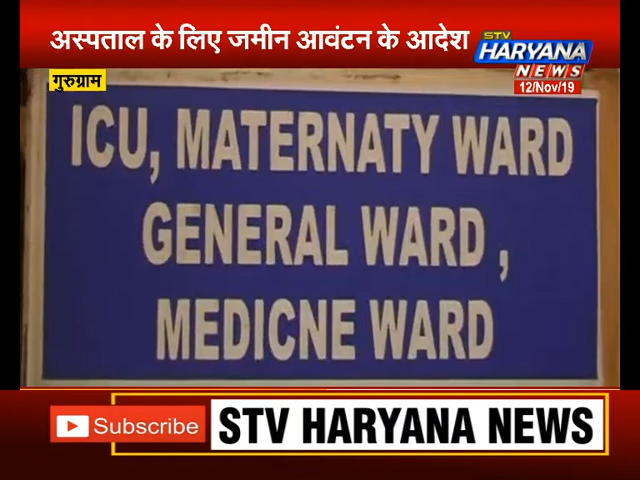 अस्पताल के लिए जमीन आवंटन के आदेश
STV
HARYANA
NEWS
गुरुग्राम
12/Nov/19
ICU, MATERNATY WARD
GENERAL WARD ,
MEDICNE WARD
Subscribe
STV HARYANA NEWS